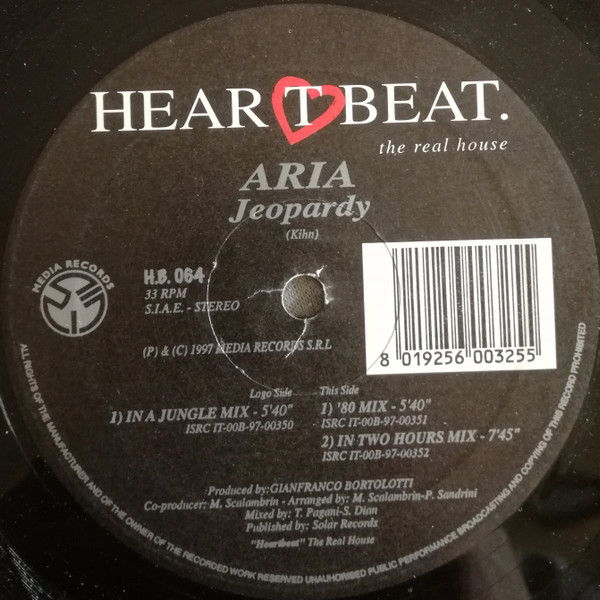 HEARTBEAT.
the real house
ARIA
Jeopardy
(Kihn)
MEDIA RECORDS
H.B. 064
33 RPM
S.I.A.E. - STEREO
(P) & (C) 1997 MEDIA RECORDS S.R.L
8 019256 003255
Logo Side
1) IN A JUNGLE MIX - 5'40"
ISRC IT-00B-97-00350
This Side
1) '80 MIX - 5'40"
ISRC IT-00B-97-00351
2) IN TWO HOURS MIX - 7'45"
ISRC IT-00B-97-00352
Produced by:GIANFRANCO BORTOLOTTI
Co-producer: M. Scalambrin - Arranged by: M. Scalambrin-P. Sandrini
Mixed by: T. Pagani-S. Dian
Published by: Solar Records
"Heartbeat" The Real House
ALL RIGHTS OF THE MANUFACTURER AND OF THE OWNER OF THE RECORDED WORK RESERVED UNAUHORISED PUBLIC PERFORMANCE BROADCASTING AND COPYING OF THIS RECORD PROHIBITED